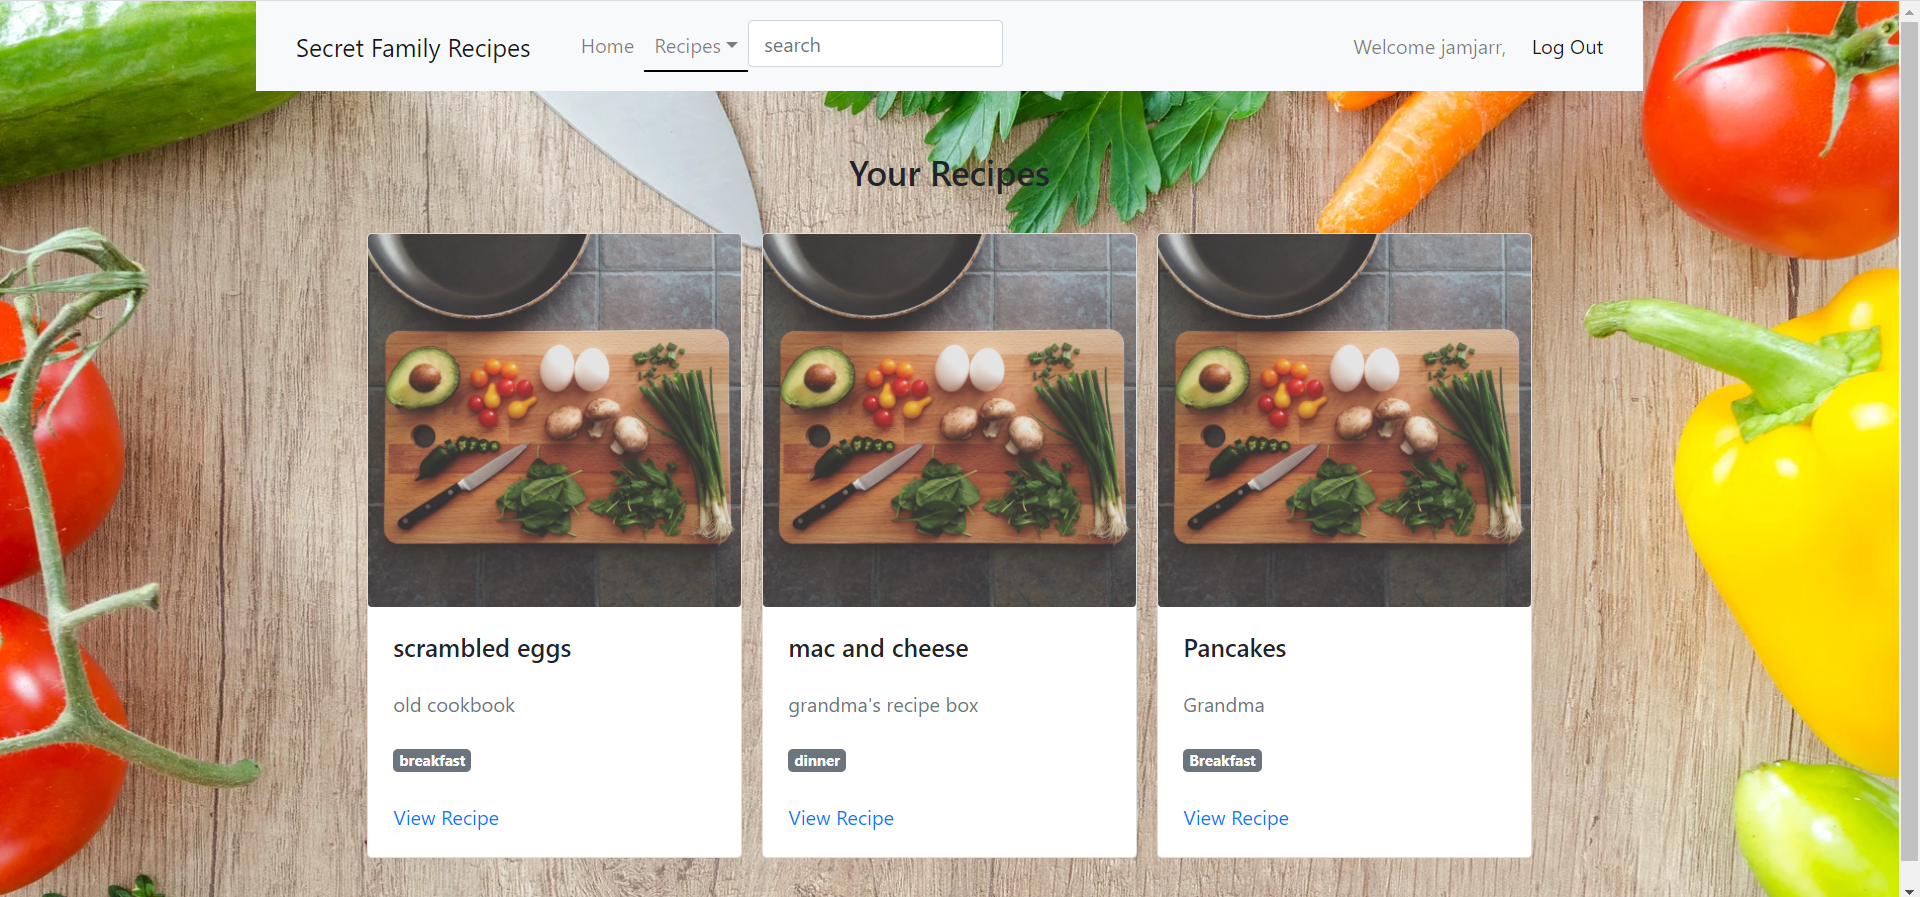 Secret Family Recipes Home Recipes search Welcome jamjarr, Log Out
Your Recipes
scrambled eggs
old cookbook
breakfast
View Recipe
mac and cheese
grandma's recipe box
dinner
View Recipe
Pancakes
Grandma
Breakfast
View Recipe